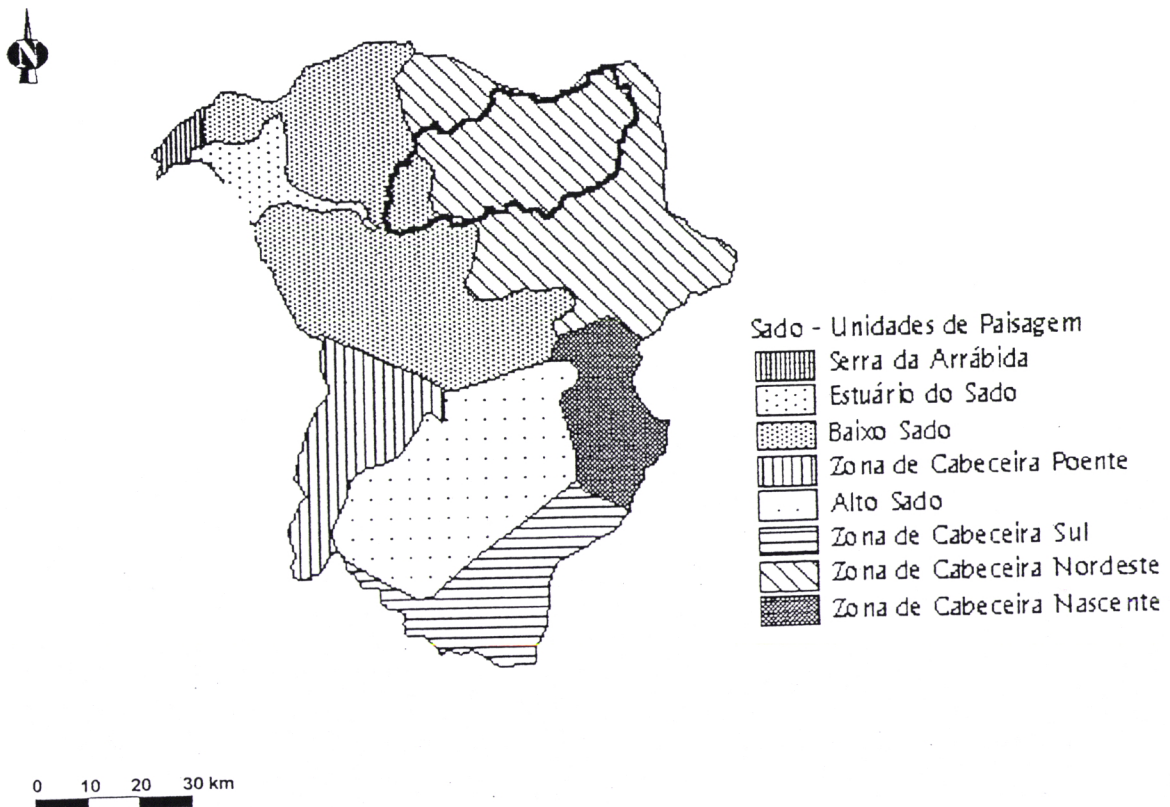 N
Sado - Unidades de Paisagem
Serra da Arrábida
Estuário do Sado
Baixo Sado
Zona de Cabeceira Poente
Alto Sado
Zona de Cabeceira Sul
Zona de Cabeceira Nordeste
Zona de Cabeceira Nascente
0 10 20 30 km